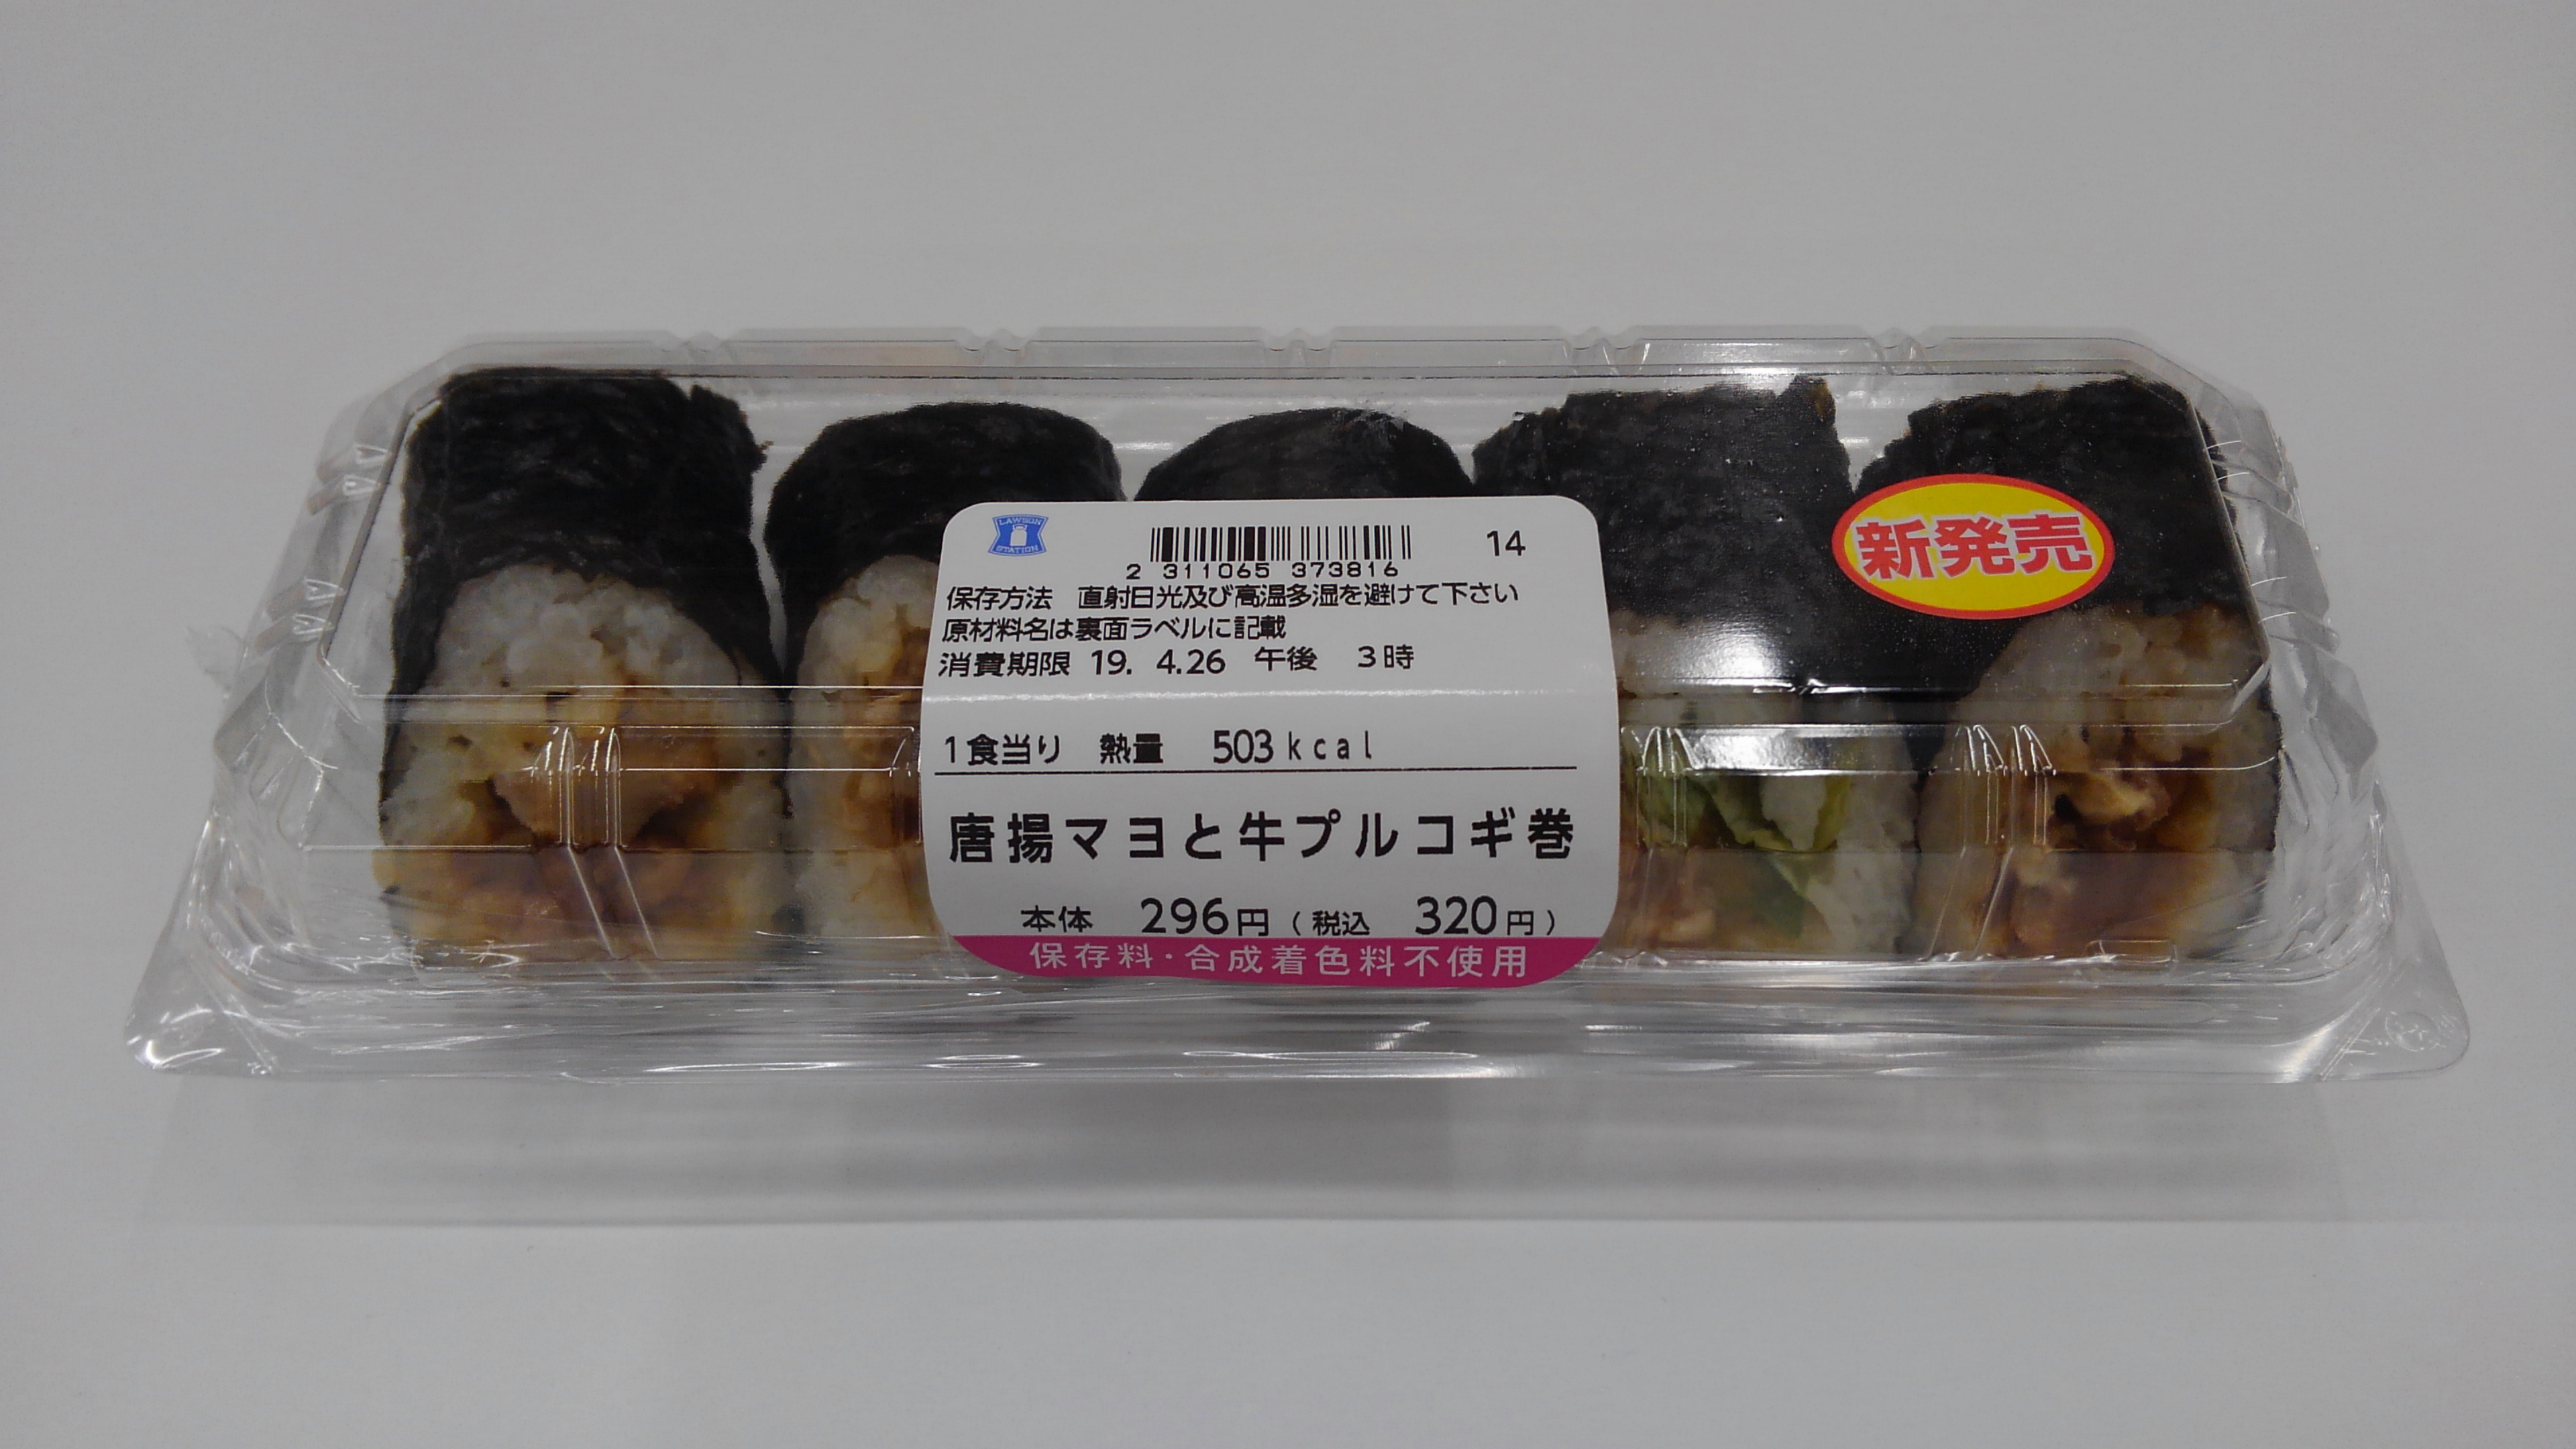 LAWSON
STATION
14
2 311065 373816
保存方法 直射日光及び高温多湿を避けて下さい
原材料名は裏面ラベルに記載
消費期限 19. 4.26 午後 3時
1食当り 熱量 503kcal
唐揚マヨと牛プルコギ巻
本体 296円(税込 320円)
保存料・合成着色料不使用
新発売